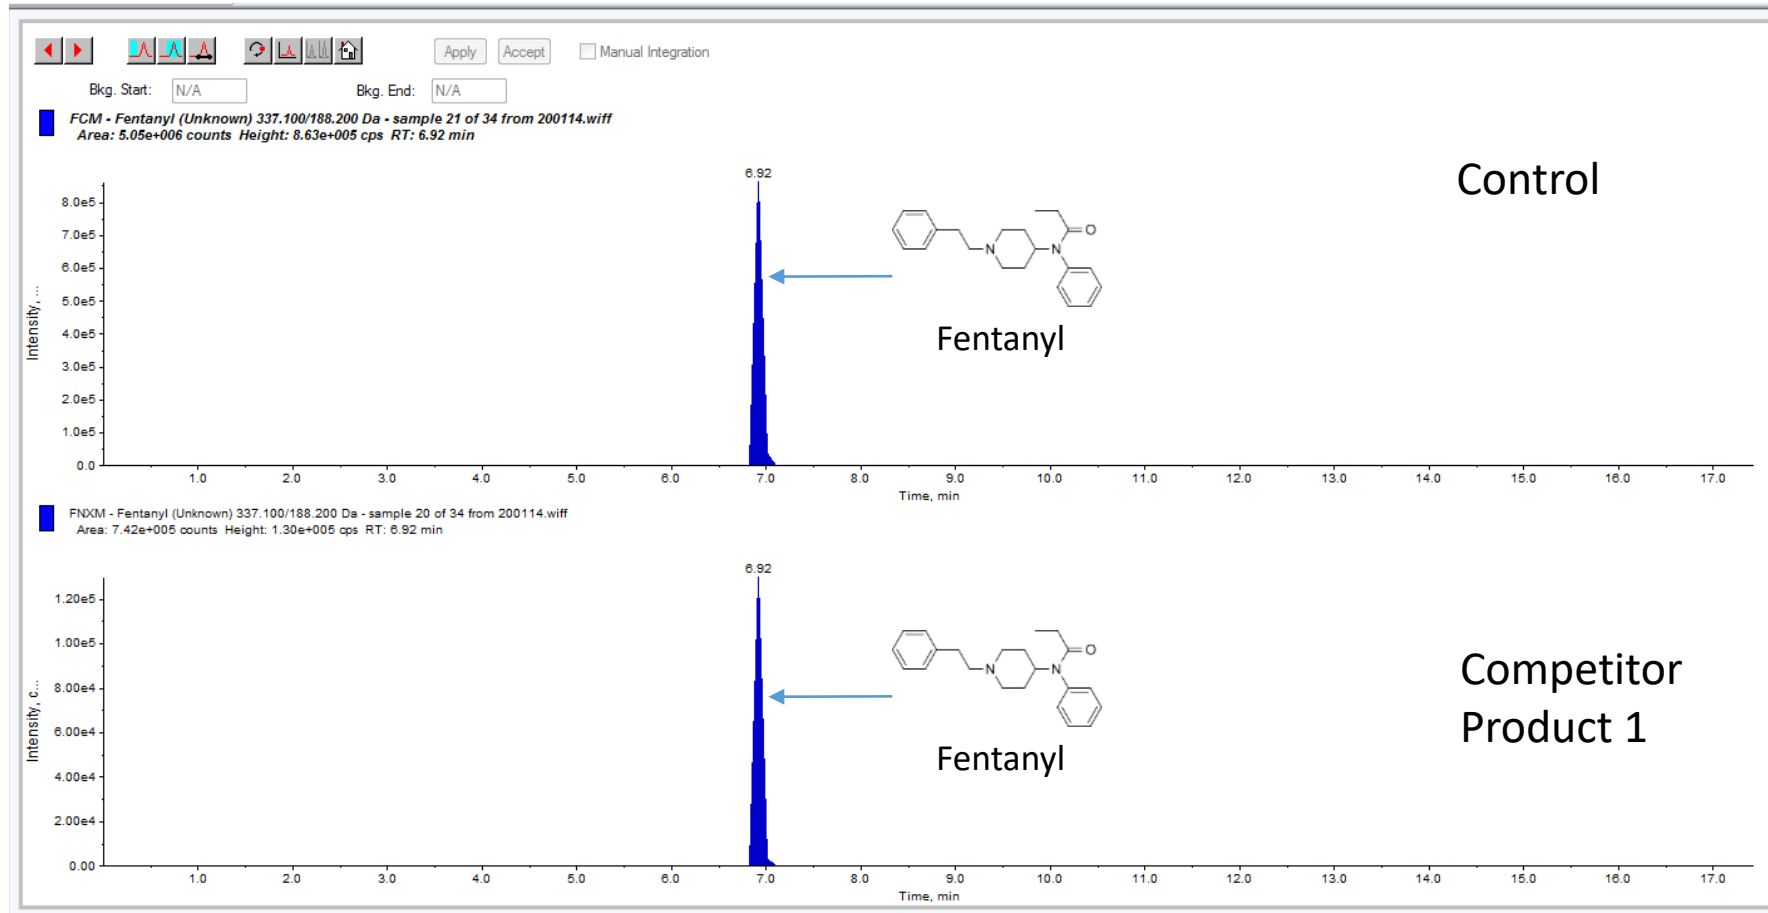 Apply Accept Manual Integration
Bkg. Start: N/A Bkg. End: N/A
FCM - Fentanyl (Unknown) 337.100/188.200 Da - sample 21 of 34 from 200114.wiff
Area: 5.05e+006 counts Height: 8.63e+005 cps RT: 6.92 min
Control
6.92
8.0e5
7.0e5
6.0e5
5.0e5
4.0e5
3.0e5
2.0e5
1.0e5
0.0
Intensity, ...
N
N
O
Fentanyl
1.0 2.0 3.0 4.0 5.0 6.0 7.0 8.0 9.0 10.0 11.0 12.0 13.0 14.0 15.0 16.0 17.0
Time, min
FNXM - Fentanyl (Unknown) 337.100/188.200 Da - sample 20 of 34 from 200114.wiff
Area: 7.42e+005 counts Height: 1.30e+005 cps RT: 6.92 min
6.92
1.20e5
1.00e5
8.00e4
6.00e4
4.00e4
2.00e4
0.00
Intensity, c...
N
N
O
Fentanyl
Competitor
Product 1
1.0 2.0 3.0 4.0 5.0 6.0 7.0 8.0 9.0 10.0 11.0 12.0 13.0 14.0 15.0 16.0 17.0
Time, min